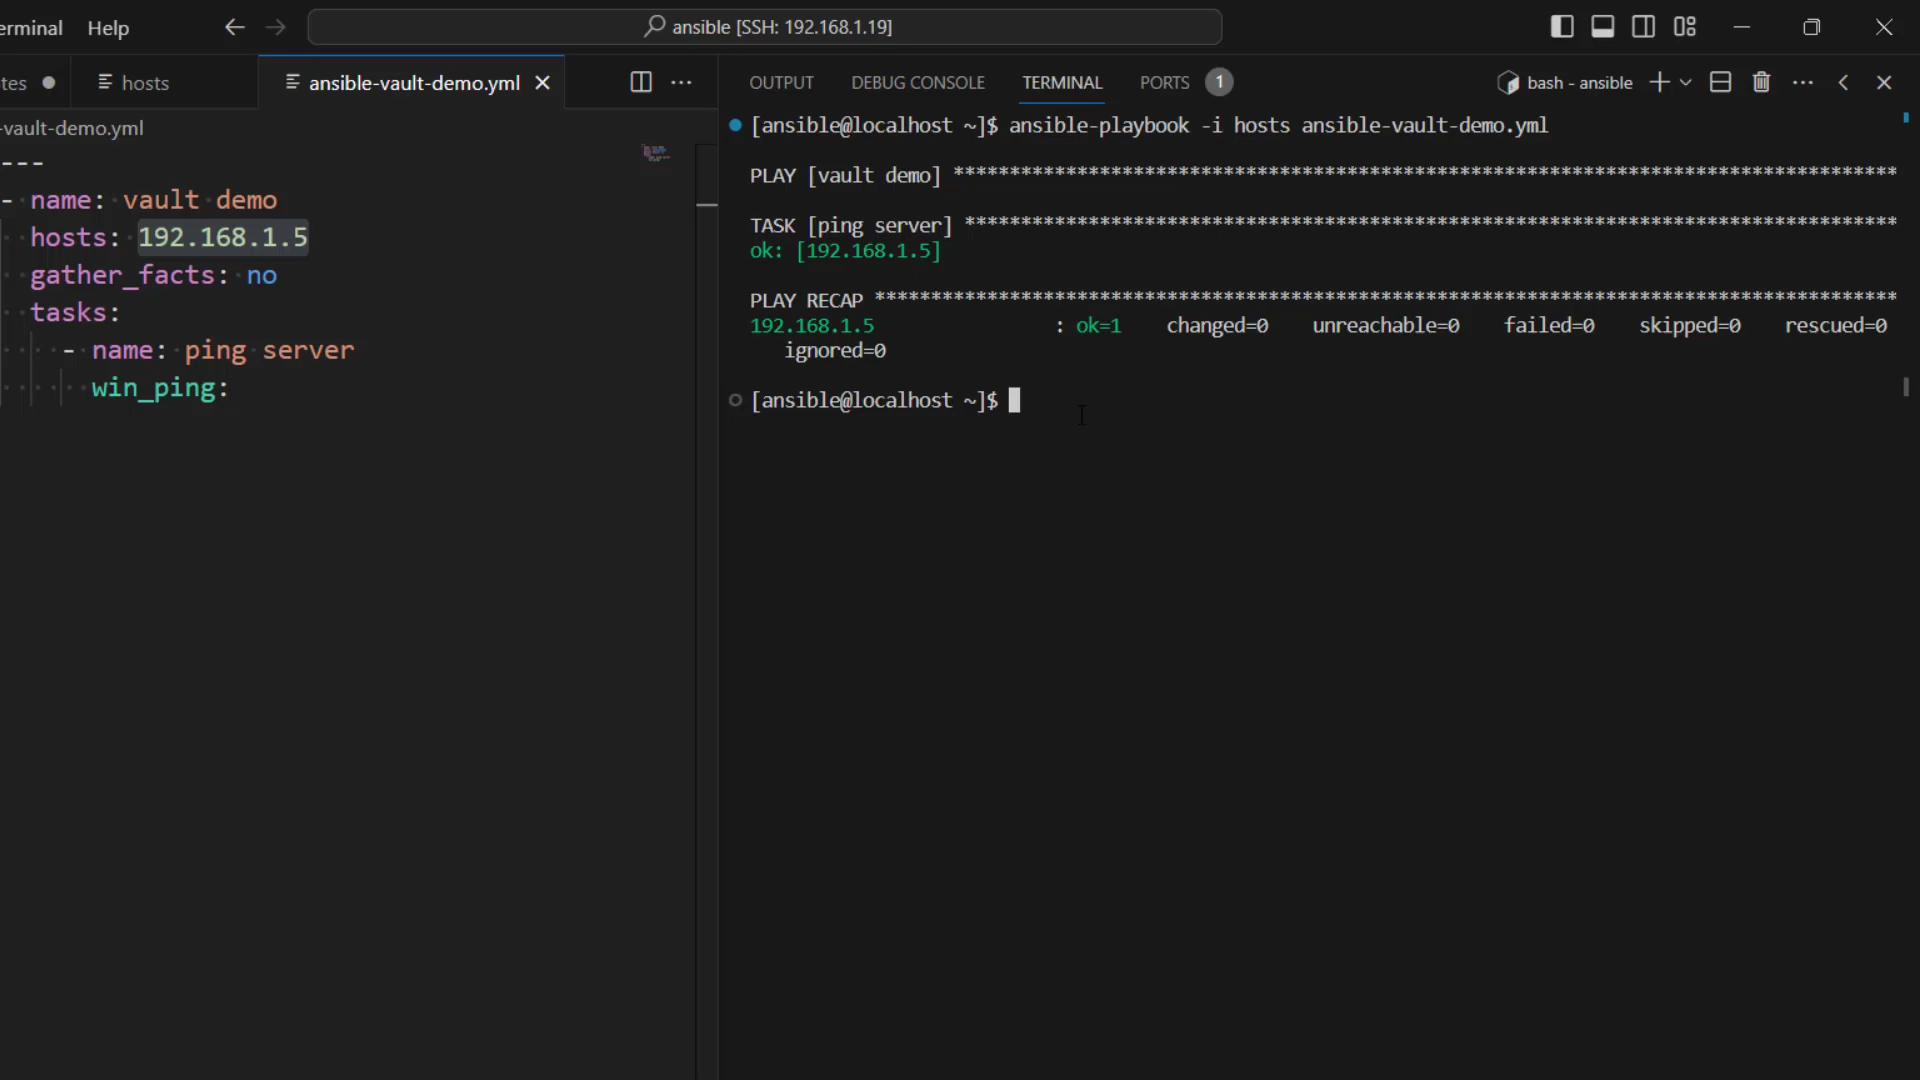 erminal Help
ansible [SSH: 192.168.1.19]
tes hosts ansible-vault-demo.yml
-vault-demo.yml
---
- name: vault demo
hosts: 192.168.1.5
gather_facts: no
tasks:
- name: ping server
win_ping:
OUTPUT DEBUG CONSOLE TERMINAL PORTS 1
bash - ansible
[ansible@localhost ~]$ ansible-playbook -i hosts ansible-vault-demo.yml
PLAY [vault demo] ************************************************************************************
TASK [ping server] ***********************************************************************************
ok: [192.168.1.5]
PLAY RECAP *******************************************************************************************
192.168.1.5 : ok=1 changed=0 unreachable=0 failed=0 skipped=0 rescued=0
ignored=0
[ansible@localhost ~]$